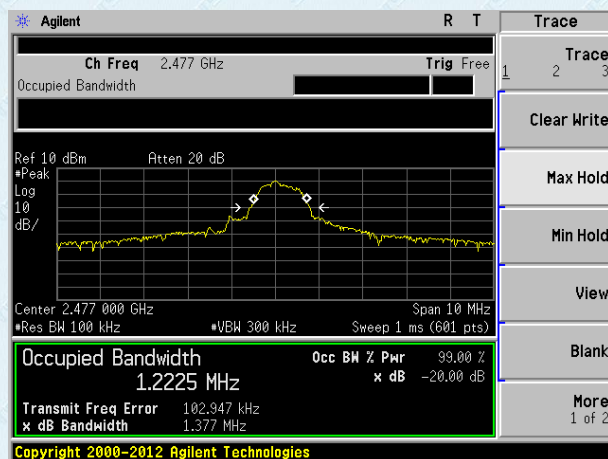 Agilent R T Trace
Ch Freq 2.477 GHz Trig Free
Occupied Bandwidth
Trace
1 2 3
Clear Write
Max Hold
Min Hold
View
Blank
More
1 of 2
Ref 10 dBm Atten 20 dB
#Peak
Log
10
dB/
Center 2.477 000 GHz Span 10 MHz
#Res BW 100 kHz #VBW 300 kHz Sweep 1 ms (601 pts)
Occupied Bandwidth Occ BW % Pwr 99.00 %
1.2225 MHz x dB -20.00 dB
Transmit Freq Error 102.947 kHz
x dB Bandwidth 1.377 MHz
Copyright 2000-2012 Agilent Technologies